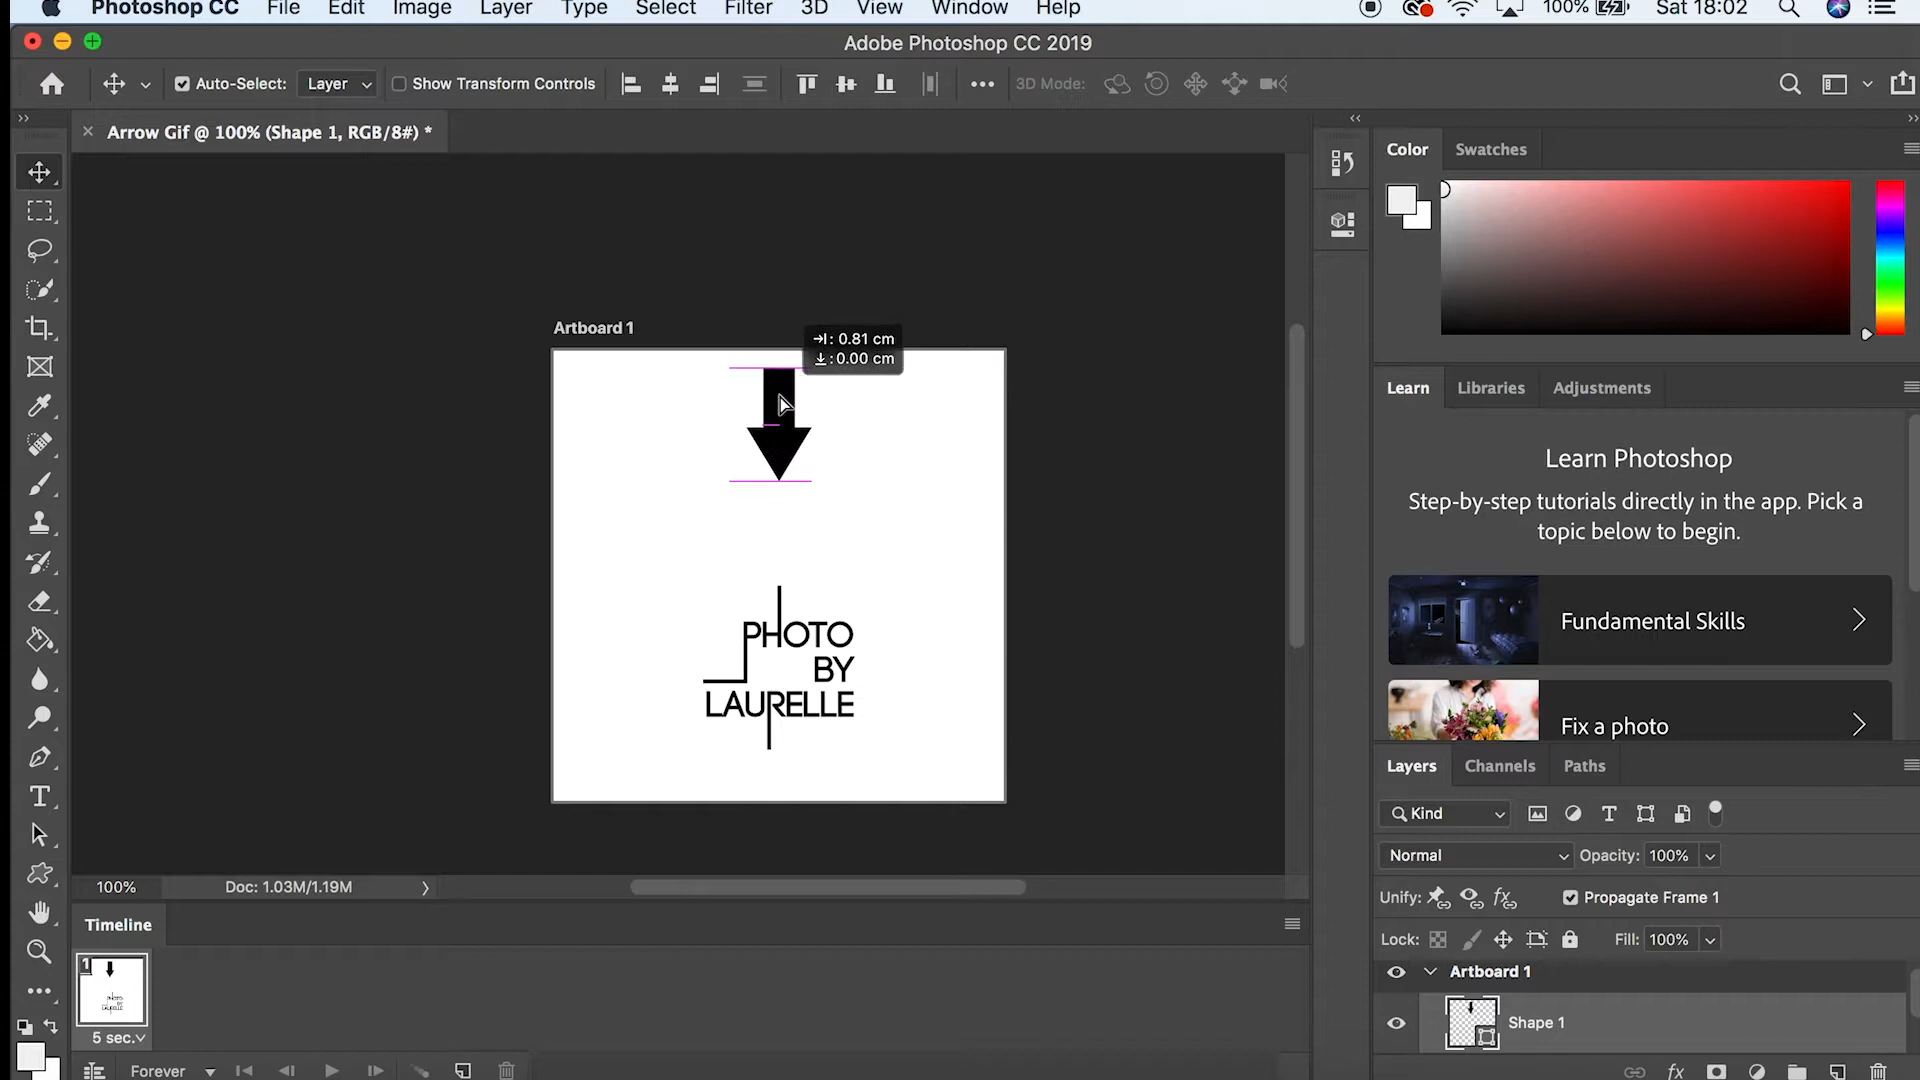 Photoshop CC File Edit Image Layer Type Select Filter 3D View Window Help 100% Sat 18:02
Adobe Photoshop CC 2019
Auto-Select: Layer Show Transform Controls 3D Mode:
Arrow Gif @ 100% (Shape 1, RGB/8#) *
Color Swatches
Artboard 1
: 0.81 cm
: 0.00 cm
Learn Libraries Adjustments
Learn Photoshop
Step-by-step tutorials directly in the app. Pick a
topic below to begin.
Fundamental Skills
Fix a photo
PHOTO
BY
LAURELLE
Layers Channels Paths
Kind
Normal Opacity: 100%
Unify: Propagate Frame 1
Lock: Fill: 100%
Artboard 1
Shape 1
fx
100% Doc: 1.03M/1.19M
Timeline
1
PHOTO
BY
LAURELLE
5 sec.
Forever